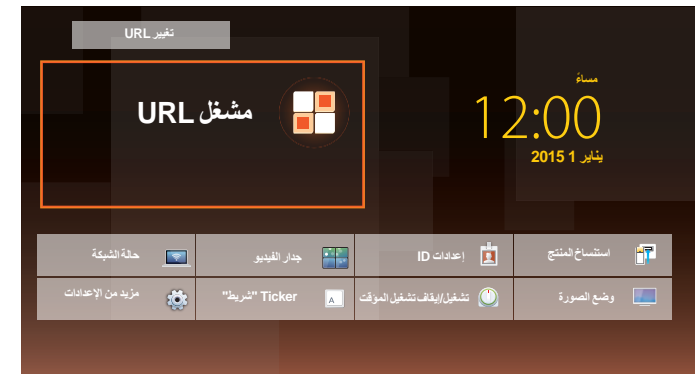 تغيير URL
مشغل URL
مساءً
12:00
يناير 1 2015
استنساخ المنتج
إعدادات ID
جدار الفيديو
حالة الشبكة
وضع الصورة
تشغيل/إيقاف تشغيل الموقت
Ticker "شريط"
A
مزيد من الإعدادات